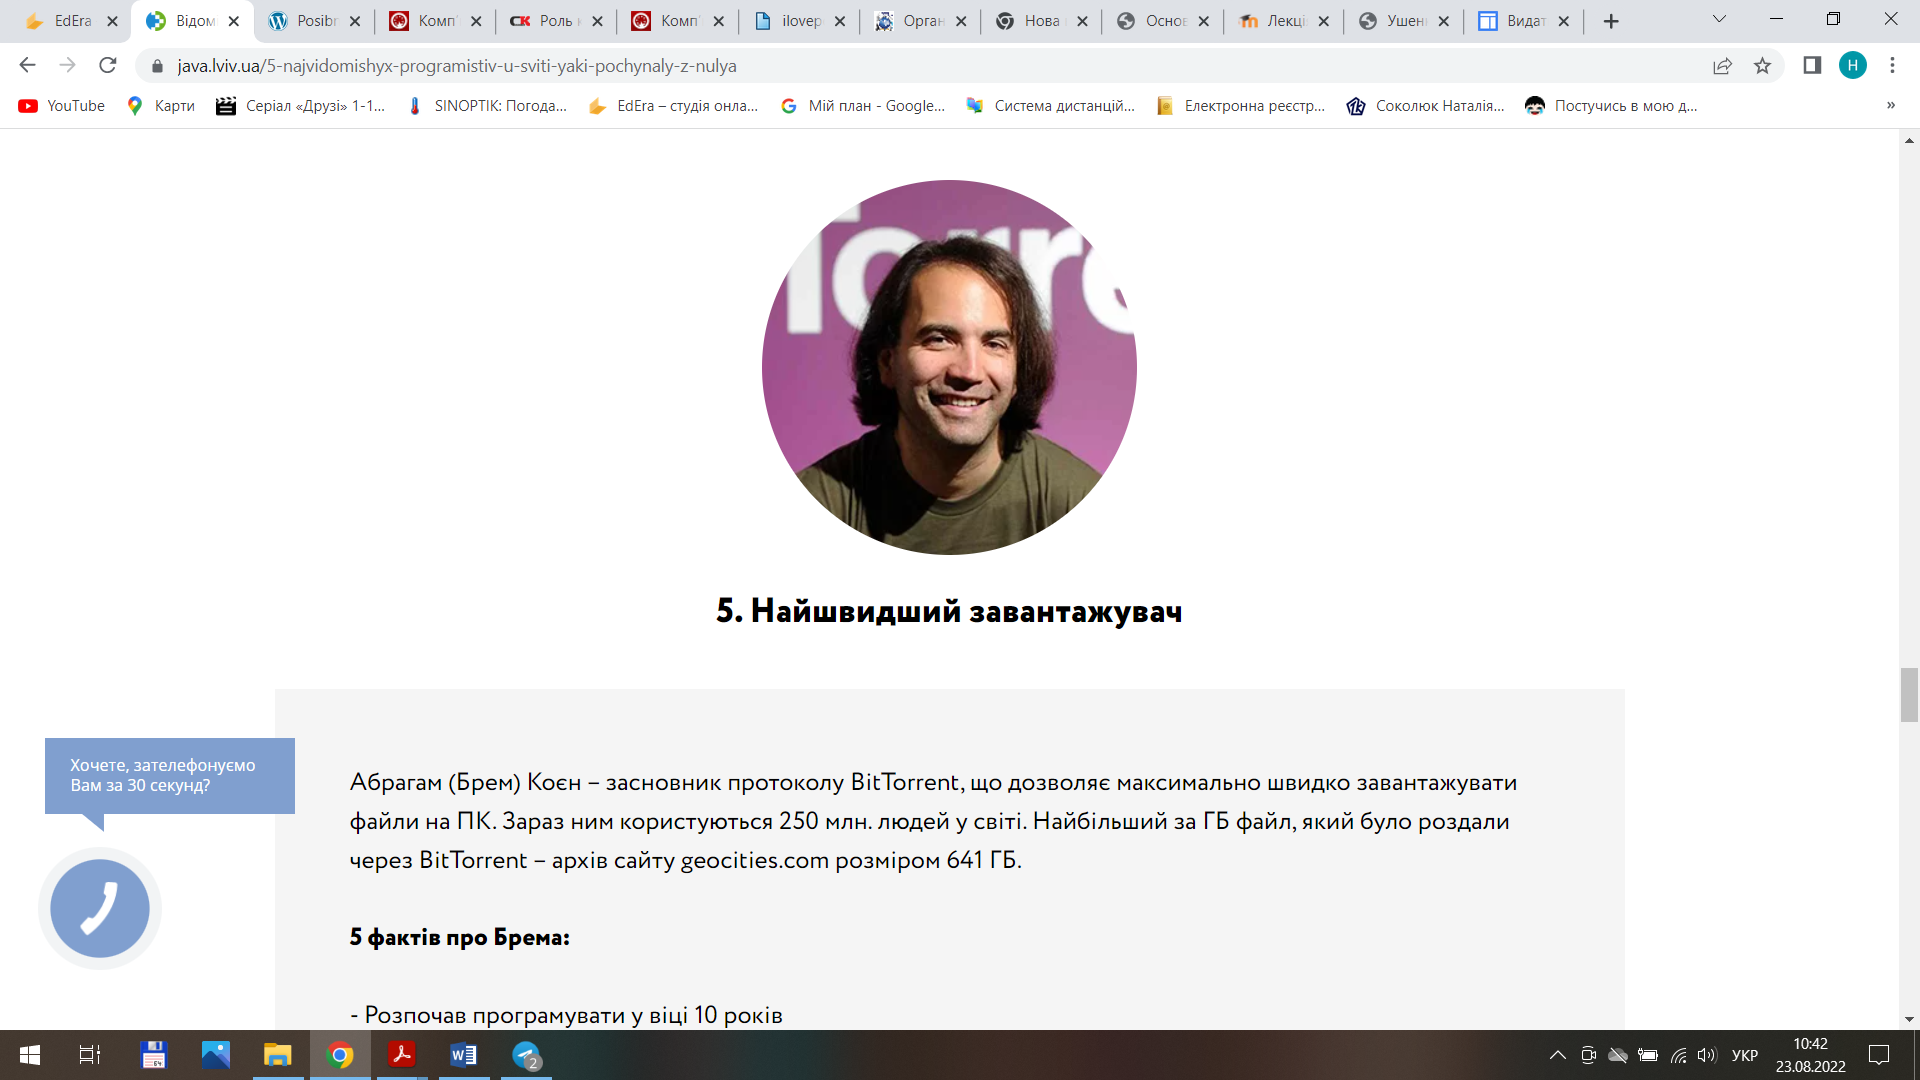 EdEra
Відом
Posibn
Комп'
Роль к
Комп'
ilovep
Орган
Нова
Основ
Лекці
Ушен
Видат
java.lviv.ua/5-najvidomishyx-programistiv-u-sviti-yaki-pochynaly-z-nulya
H
YouTube
Карти
Серіал «Друзі» 1-1...
SINOPTIK: Погода...
EdEra – студія онла...
Мій план - Google...
Система дистанцій...
Електронна реєстр...
Соколюк Наталія...
Постучись в мою д...
»
Torre
5. Найшвидший завантажувач
Хочете, зателефонуємо
Вам за 30 секунд?
Абрагам (Брем) Коєн – засновник протоколу BitTorrent, що дозволяє максимально швидко завантажувати
файли на ПК. Зараз ним користуються 250 млн. людей у світі. Найбільший за ГБ файл, який було роздали
через BitTorrent – архів сайту geocities.com розміром 641 ГБ.
5 фактів про Брема:
- Розпочав програмувати у віці 10 років
64
2
УКР
10:42
23.08.2022